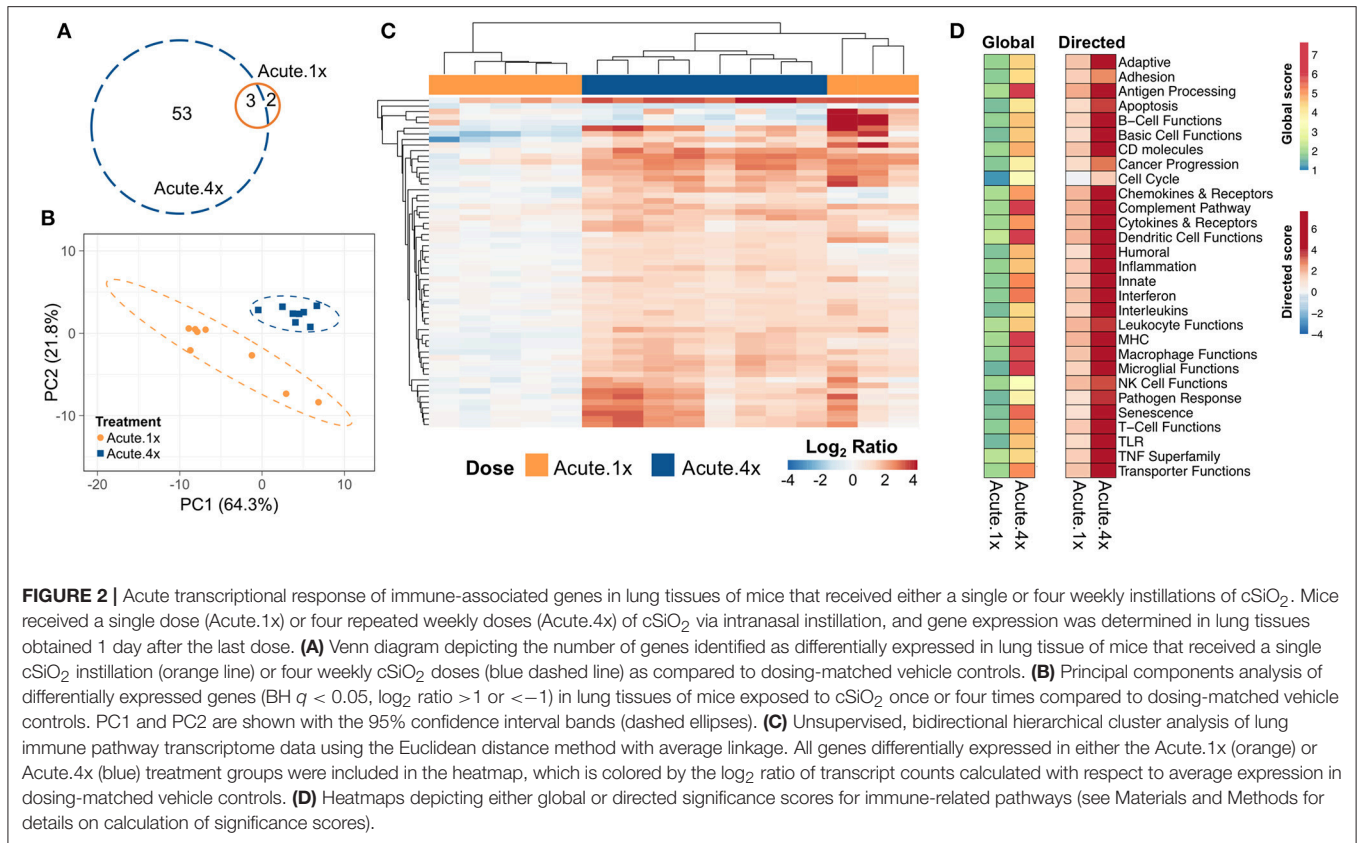 A
Acute.1x
3 2
53
Acute.4x
B
10
0
-10
PC2 (21.8%)
Treatment
Acute.1x
Acute.4x
-20 -10 0 10
PC1 (64.3%)
C
Dose Acute.1x Acute.4x
Log2 Ratio
-4 -2 0 2 4
D
Global Directed
Adaptive
Adhesion
Antigen Processing
Apoptosis
B-Cell Functions
Basic Cell Functions
CD molecules
Cancer Progression
Cell Cycle
Chemokines & Receptors
Complement Pathway
Cytokines & Receptors
Dendritic Cell Functions
Humoral
Inflammation
Innate
Interferon
Interleukins
Leukocyte Functions
MHC
Macrophage Functions
Microglial Functions
NK Cell Functions
Pathogen Response
Senescence
T-Cell Functions
TLR
TNF Superfamily
Transporter Functions
Acute.1x
Acute.4x
Acute.1x
Acute.4x
Global score
7
6
5
4
3
2
1
Directed score
6
4
2
0
−2
−4
FIGURE 2 | Acute transcriptional response of immune-associated genes in lung tissues of mice that received either a single or four weekly instillations of cSiO2. Mice
received a single dose (Acute.1x) or four repeated weekly doses (Acute.4x) of cSiO2 via intranasal instillation, and gene expression was determined in lung tissues
obtained 1 day after the last dose. (A) Venn diagram depicting the number of genes identified as differentially expressed in lung tissue of mice that received a single
cSiO2 instillation (orange line) or four weekly cSiO2 doses (blue dashed line) as compared to dosing-matched vehicle controls. (B) Principal components analysis of
differentially expressed genes (BH q < 0.05, log2 ratio >1 or <−1) in lung tissues of mice exposed to cSiO2 once or four times compared to dosing-matched vehicle
controls. PC1 and PC2 are shown with the 95% confidence interval bands (dashed ellipses). (C) Unsupervised, bidirectional hierarchical cluster analysis of lung
immune pathway transcriptome data using the Euclidean distance method with average linkage. All genes differentially expressed in either the Acute.1x (orange) or
Acute.4x (blue) treatment groups were included in the heatmap, which is colored by the log2 ratio of transcript counts calculated with respect to average expression in
dosing-matched vehicle controls. (D) Heatmaps depicting either global or directed significance scores for immune-related pathways (see Materials and Methods for
details on calculation of significance scores).